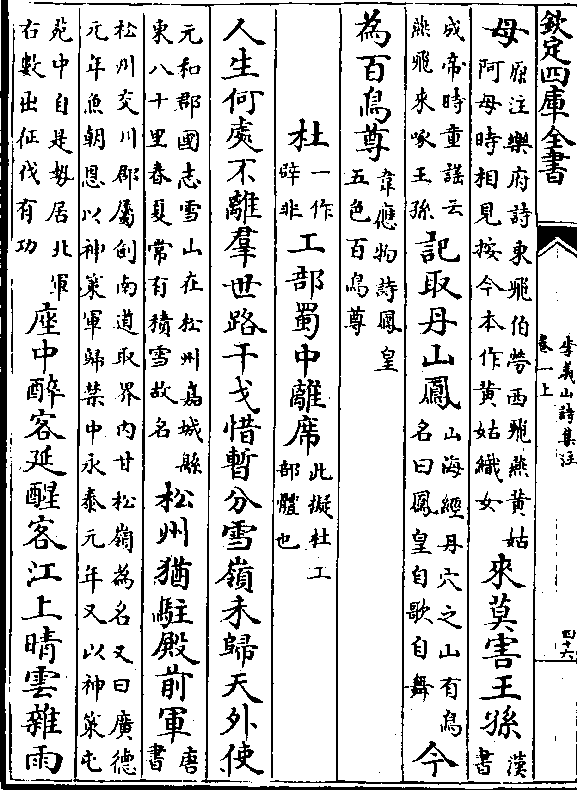 欽定四庫全書
李義山詩集注
卷一上
四十六
母原注樂府詩東飛伯勞西飛燕黄姑阿母時相見按今本作黄姑織女來莫害王孫漢書
成帝時童謡云燕飛來啄王孫記取丹山鳳山海經丹穴之山有鳥名曰鳳皇自歌自舞今
為百鳥尊韋應物詩鳳皇五色百鳥尊
杜一作辟非工部蜀中離席此擬杜工部體也
人生何處不離羣世路干戈惜暫分雪嶺未歸天外使
元和郡國志雪山在松州嘉城縣東八十里春夏常有積雪故名松州猶駐殿前軍唐書
松州交川郡屬劍南道取界内甘松嶺為名又曰廣德元年魚朝恩以神策軍歸禁中永泰元年又以神策屯
苑中自是勢居北軍右數出征伐有功座中醉客延醒客江上晴雲雜雨